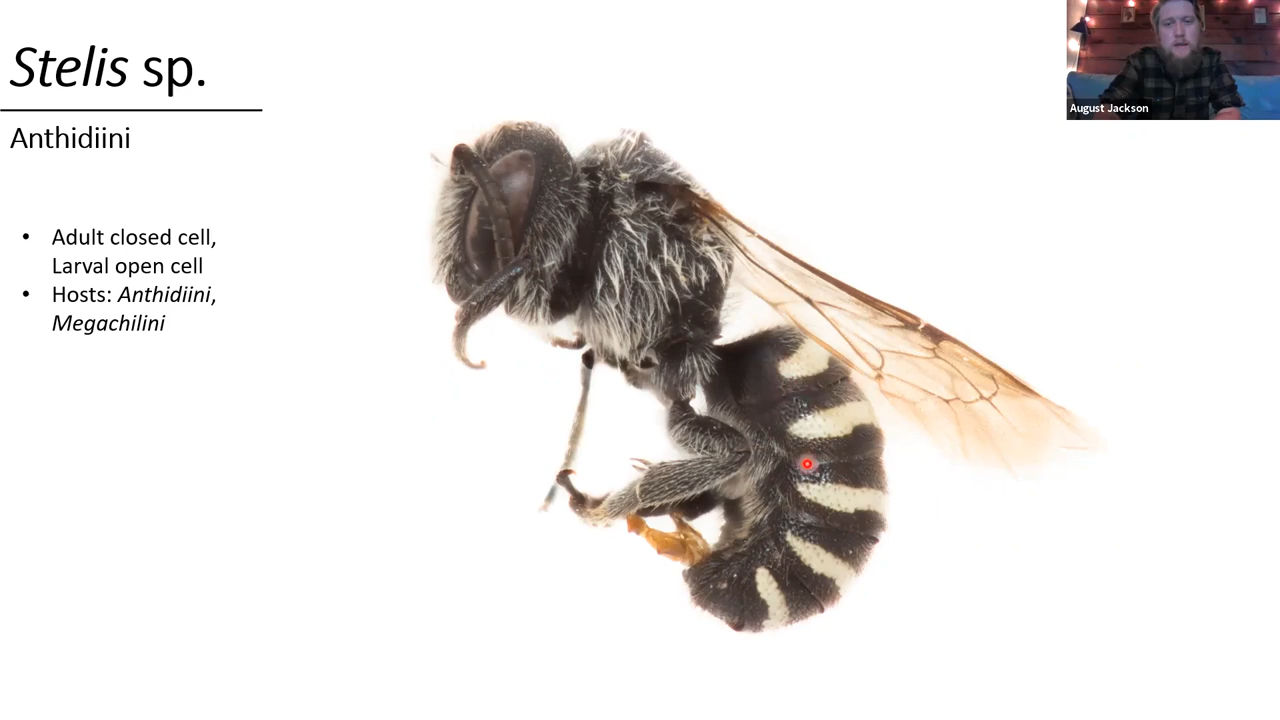 Stelis sp.
Anthidiini
• Adult closed cell,
Larval open cell
• Hosts: Anthidiini,
Megachilini
August Jackson